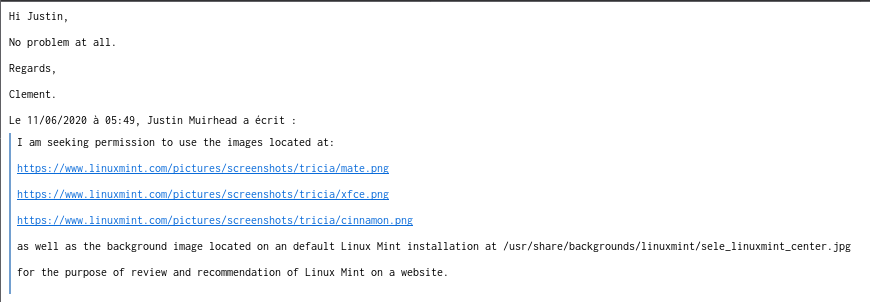 Hi Justin,
No problem at all.
Regards,
Clement.
Le 11/06/2020 à 05:49, Justin Muirhead a écrit :
I am seeking permission to use the images located at:
https://www.linuxmint.com/pictures/screenshots/tricia/mate.png
https://www.linuxmint.com/pictures/screenshots/tricia/xfce.png
https://www.linuxmint.com/pictures/screenshots/tricia/cinnamon.png
as well as the background image located on an default Linux Mint installation at /usr/share/backgrounds/linuxmint/sele_linuxmint_center.jpg
for the purpose of review and recommendation of Linux Mint on a website.